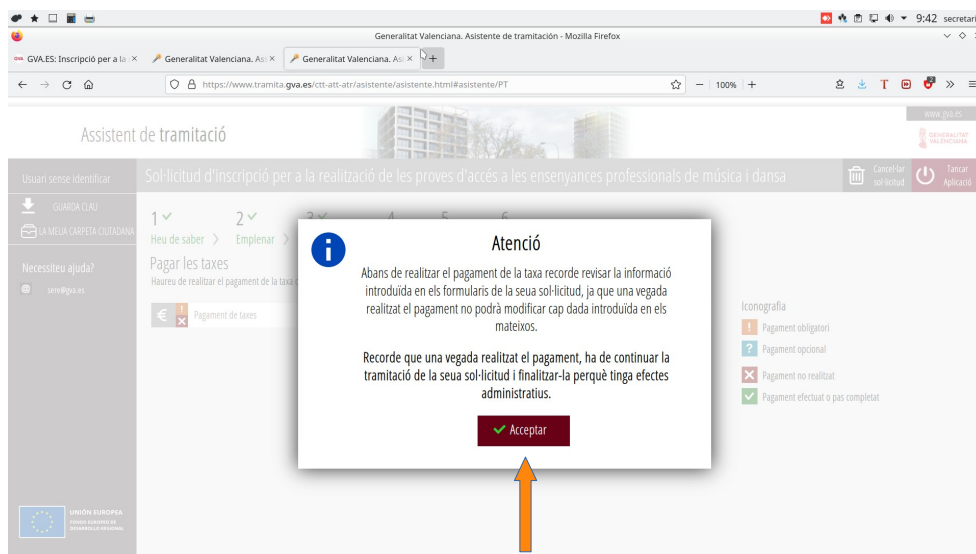 9:42 secretari
Generalitat Valenciana. Asistente de tramitación - Mozilla Firefox
GVA.ES: Inscripció per a la
Generalitat Valenciana. Asi
Generalitat Valenciana. Asi
https://www.tramita.gva.es/ctt-att-atr/asistente/asistente.html#asistente/PT
100%
www.gva.es
Assistent de tramitació
GENERALITAT
VALENCIANA
Usuari sense identificar
Sol·licitud d'inscripció per a la realització de les proves d'accés a les ensenyances professionals de música i dansa
Cancel·lar
sol·licitud
Tancar
Aplicació
GUARDA CLAU
LA MEUA CARPETA CIUTADANA
Necessiteu ajuda?
sere@gva.es
1 2 3 4 5 6
Heu de saber
Emplenar
Pagar les taxes
Haureu de realitzar el pagament de la taxa
Pagament de taxes
Atenció
Abans de realitzar el pagament de la taxa recorde revisar la informació
introduïda en els formularis de la seua sol·licitud, ja que una vegada
realitzat el pagament no podrà modificar cap dada introduïda en els
mateixos.
Recorde que una vegada realitzat el pagament, ha de continuar la
tramitació de la seua sol·licitud i finalitzar-la perquè tinga efectes
administratius.
Acceptar
Iconografia
Pagament obligatori
Pagament opcional
Pagament no realitzat
Pagament efectuat o pas completat
UNIÓN EUROPEA
FONDO EUROPEO DE
DESARROLLO REGIONAL